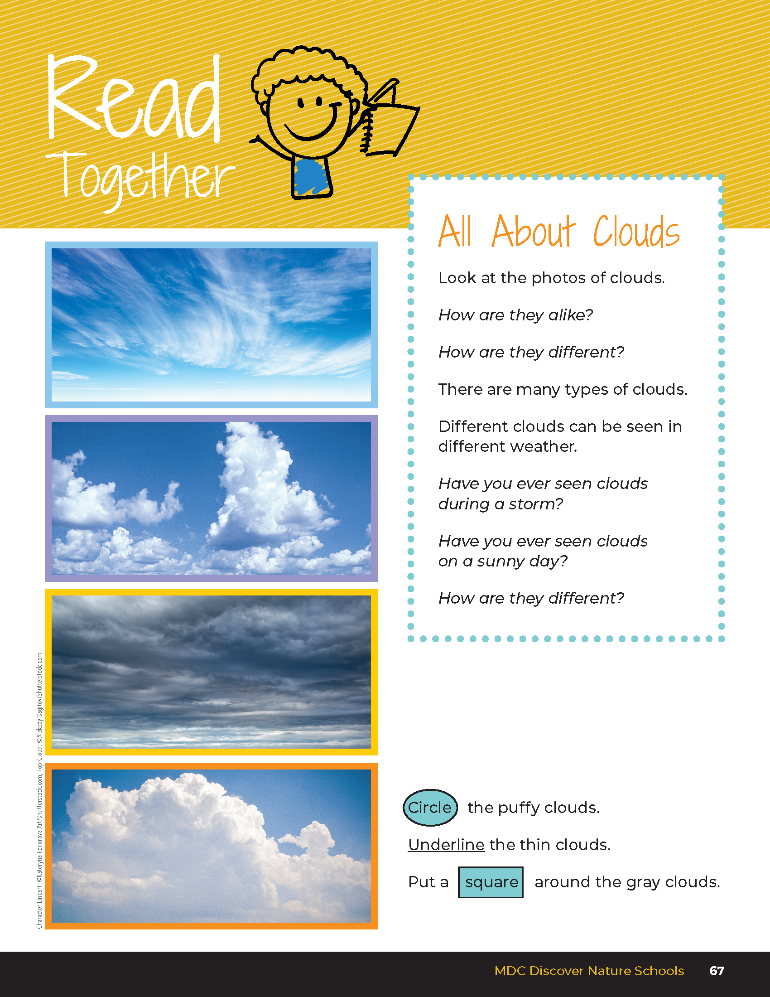 Read
Together
All About Clouds
Look at the photos of clouds.
How are they alike?
How are they different?
There are many types of clouds.
Different clouds can be seen in
different weather.
Have you ever seen clouds
during a storm?
Have you ever seen clouds
on a sunny day?
How are they different?
Circle the puffy clouds.
Underline the thin clouds.
Put a square around the gray clouds.
MDC Discover Nature Schools 67